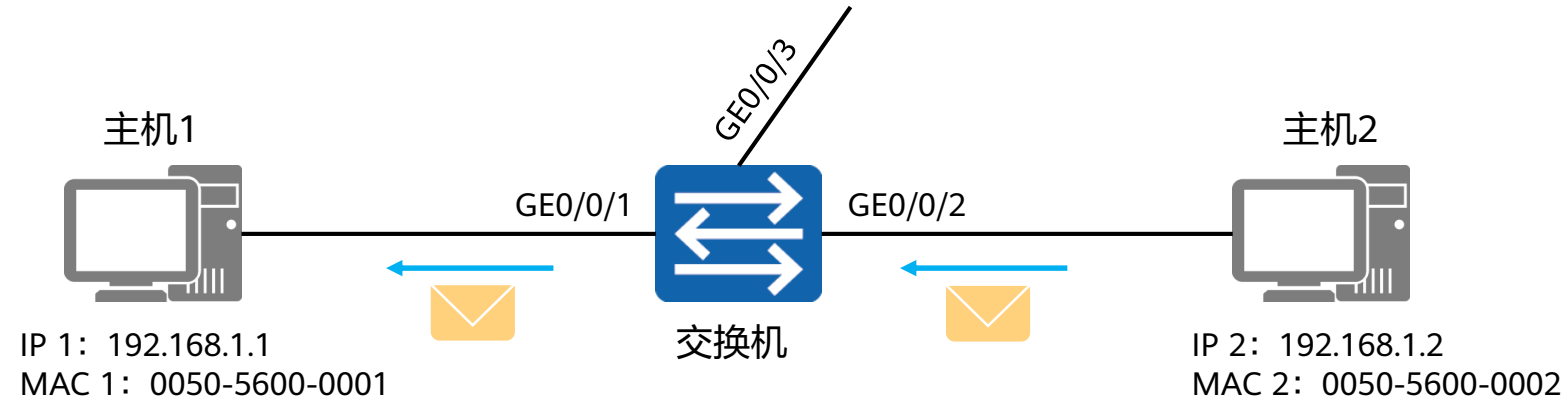 GE0/0/3
主机1
主机2
GE0/0/1
GE0/0/2
交换机
IP 1：192.168.1.1
MAC 1：0050-5600-0001
IP 2：192.168.1.2
MAC 2：0050-5600-0002